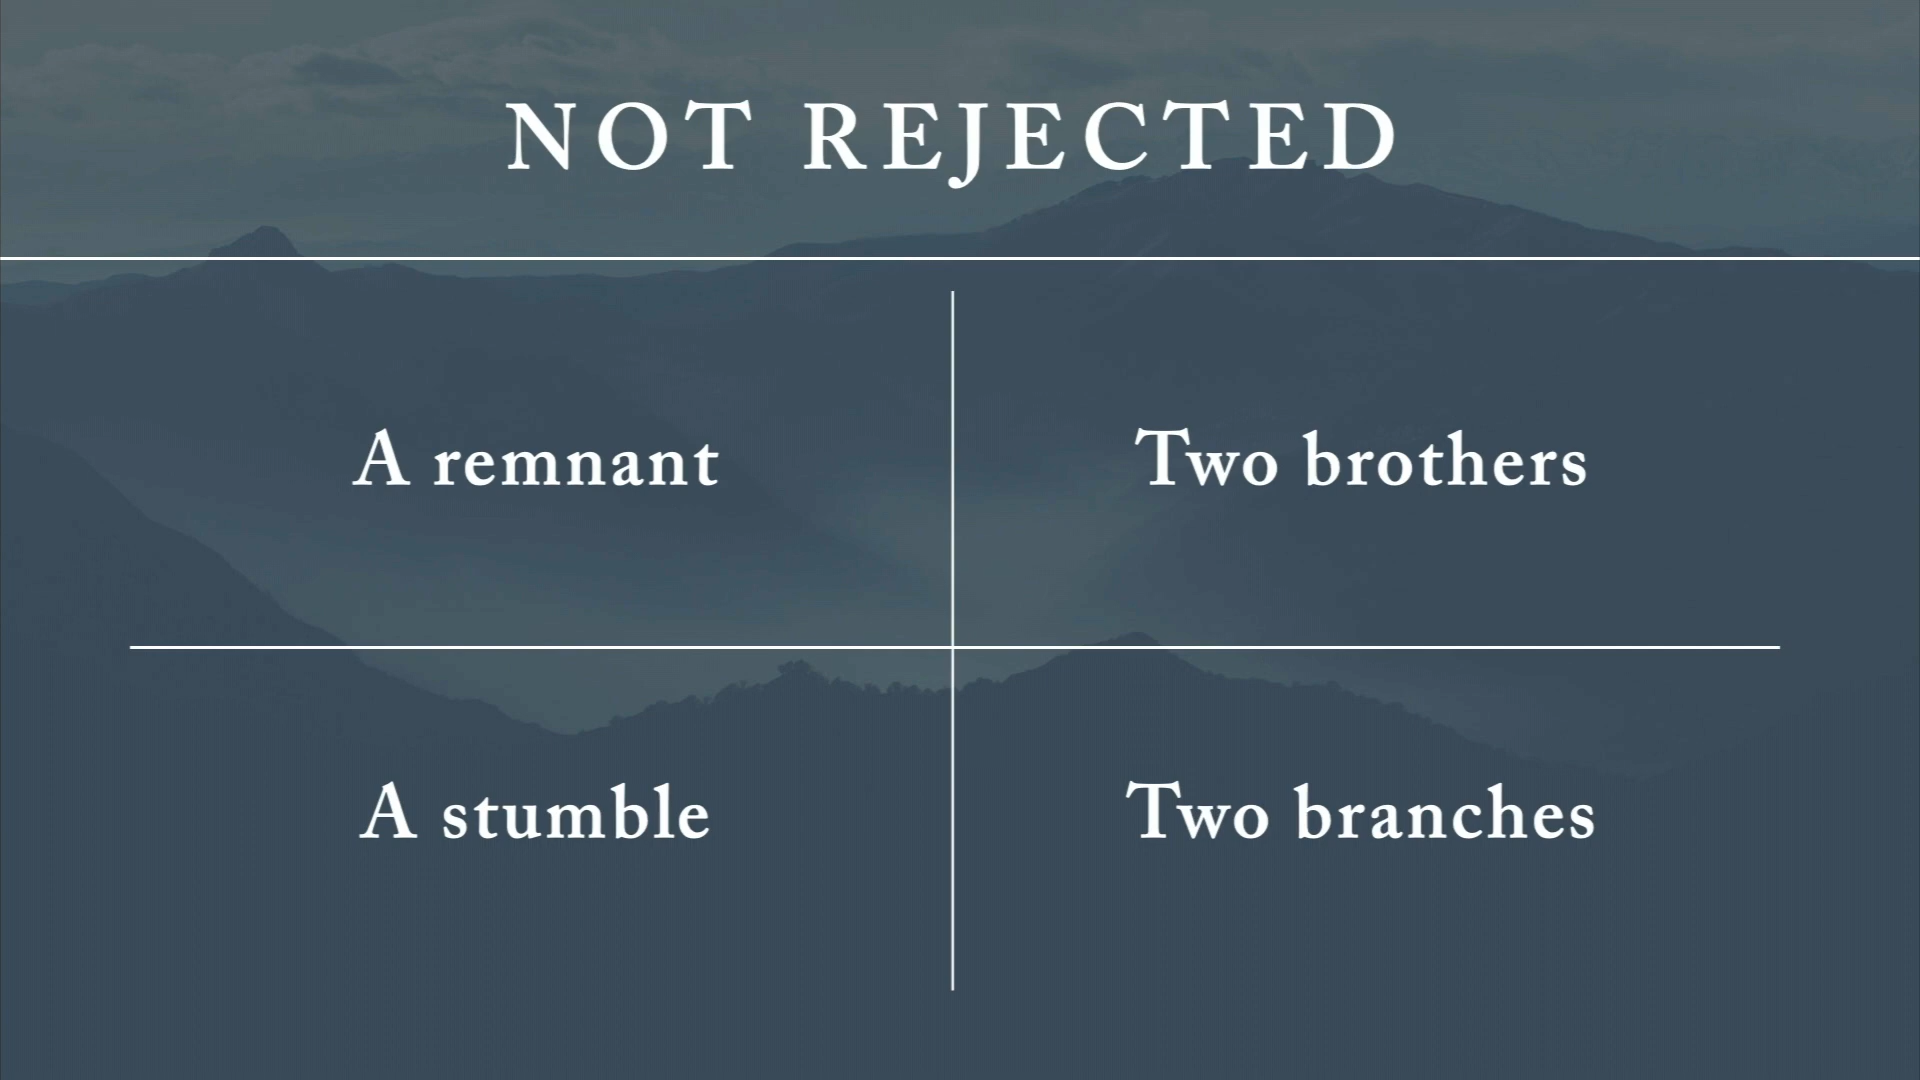 NOT REJECTED
A remnant
Two brothers
A stumble
Two branches